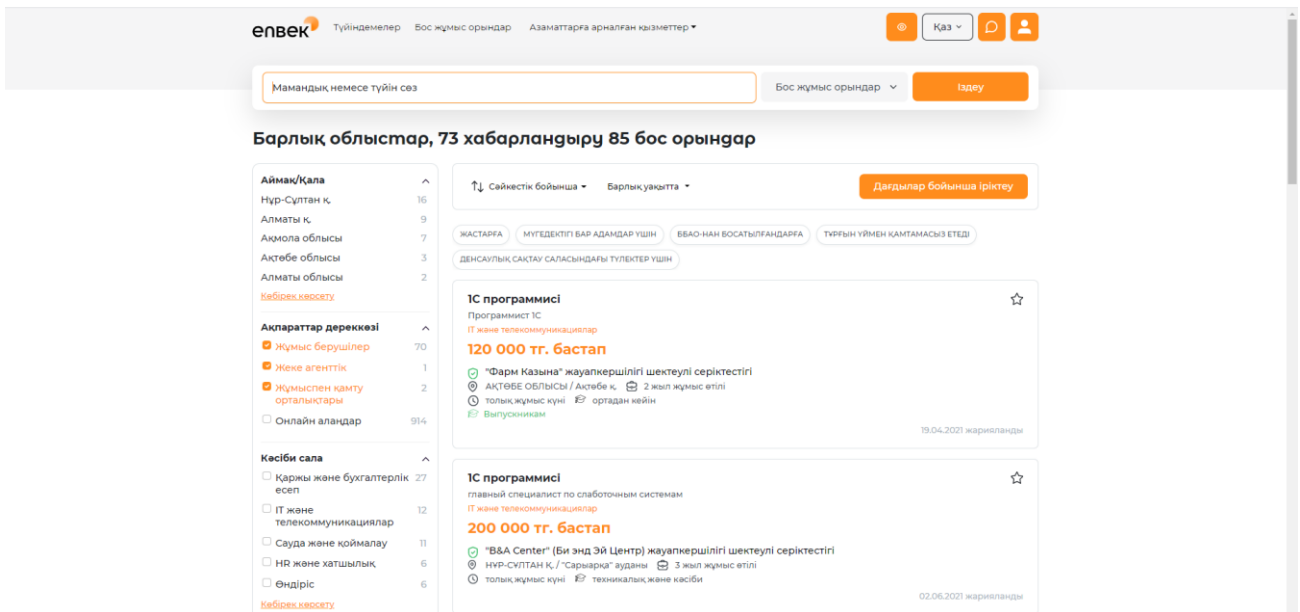 enbek
Түйіндемелер Бос жұмыс орындар Азаматтарға арналған қызметтер
Қаз
Мамандық немесе түйін сөз
Бос жұмыс орындар
Іздеу
Барлық облыстар, 73 хабарландыру 85 бос орындар
Аймақ/Қала
Нұр-Сұлтан қ. 16
Алматы қ. 9
Ақмола облысы 7
Ақтөбе облысы 3
Алматы облысы 2
Көбірек көрсету
Ақпараттар дереккөзі
Жұмыс берушілер 70
Жеке агенттік 1
Жұмыспен қамту 2
орталықтары
Онлайн алаңдар 914
Кәсіби сала
Қаржы және бухгалтерлік 27
есеп
IT және 12
телекоммуникациялар
Сауда және қоймалау 11
HR және хатшылық 6
Өндіріс 6
Көбірек көрсету
Сәйкестік бойынша Барлық уақытта
Дағдылар бойынша іріктеу
ЖАСТАРҒА МҮГЕДЕКТІГІ БАР АДАМДАР ҮШІН ББАО-НАН БОСАТЫЛҒАНДАРҒА ТҰРҒЫН ҮЙМЕН ҚАМТАМАСЫЗ ЕТЕДІ
ДЕНСАУЛЫҚ САҚТАУ САЛАСЫНДАҒЫ ТҮЛЕКТЕР ҮШІН
1С программисі
Программист 1С
IT және телекоммуникациялар
120 000 тг. бастап
"Фарм Казына" жауапкершілігі шектеулі серіктестігі
АҚТӨБЕ ОБЛЫСЫ / Ақтөбе қ. 2 жыл жұмыс өтілі
толық жұмыс күні ортадан кейін
Выпускникам
19.04.2021 жарияланды
1С программисі
главный специалист по слаботочным системам
IT және телекоммуникациялар
200 000 тг. бастап
"B&A Center" (Би энд Эй Центр) жауапкершілігі шектеулі серіктестігі
НҰР-СҰЛТАН Қ. / "Сарыарқа" ауданы 3 жыл жұмыс өтілі
толық жұмыс күні техникалық және кәсіби
02.06.2021 жарияланды